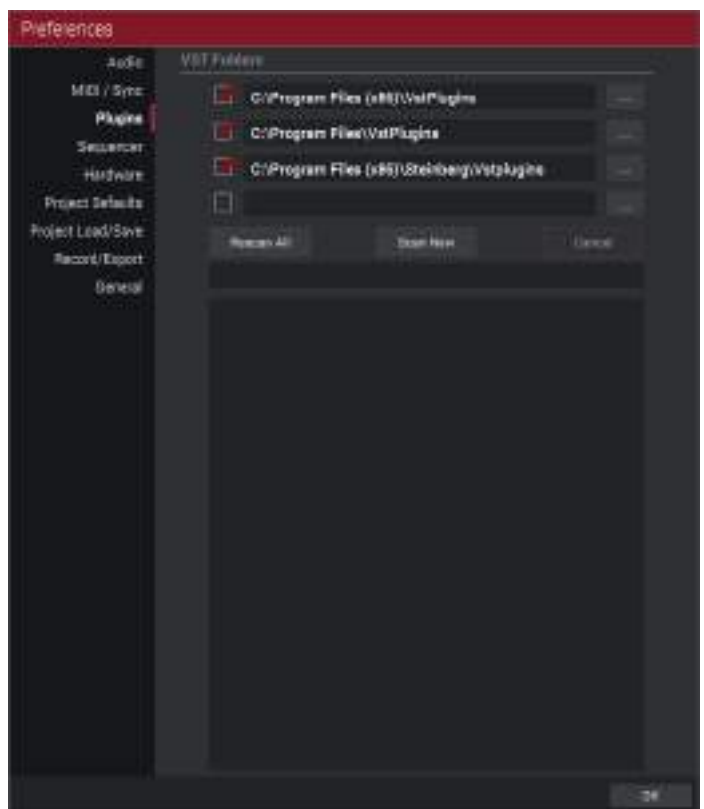 Preferences
Audio
MIDI / Sync
Plugins
Sequencer
Hardware
Project Defaults
Project Load/Save
Record/Export
General
VST Folders
C:\Program Files (x86)\VstPlugins ...
C:\Program Files\VstPlugins ...
C:\Program Files (x86)\Steinberg\Vstplugins ...
...
Rescan All Scan New Cancel
OK